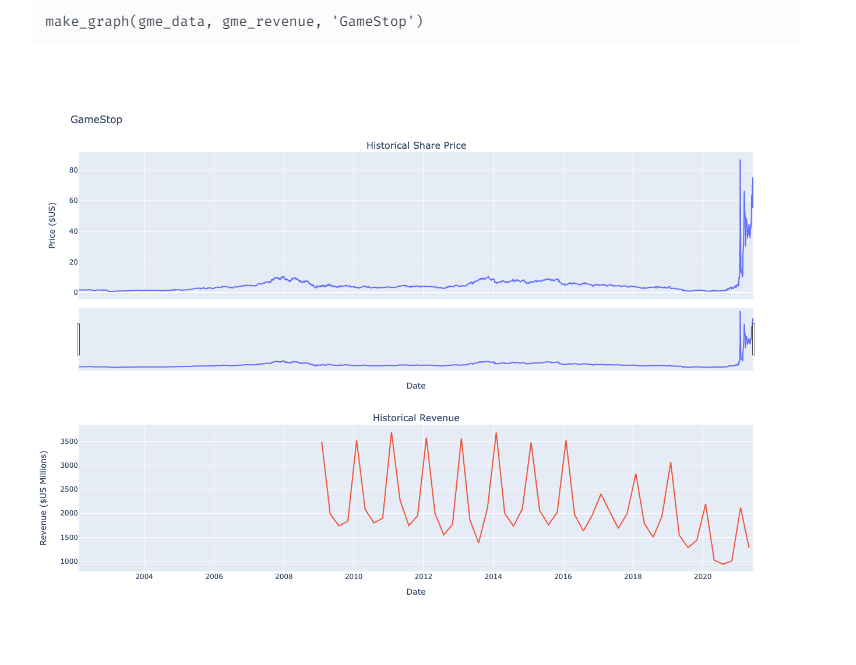 make_graph(gme_data, gme_revenue, 'GameStop')
GameStop
Historical Share Price
80
60
40
20
0
Price ($US)
Date
Historical Revenue
3500
3000
2500
2000
1500
1000
Revenue ($US Millions)
2004 2006 2008 2010 2012 2014 2016 2018 2020
Date